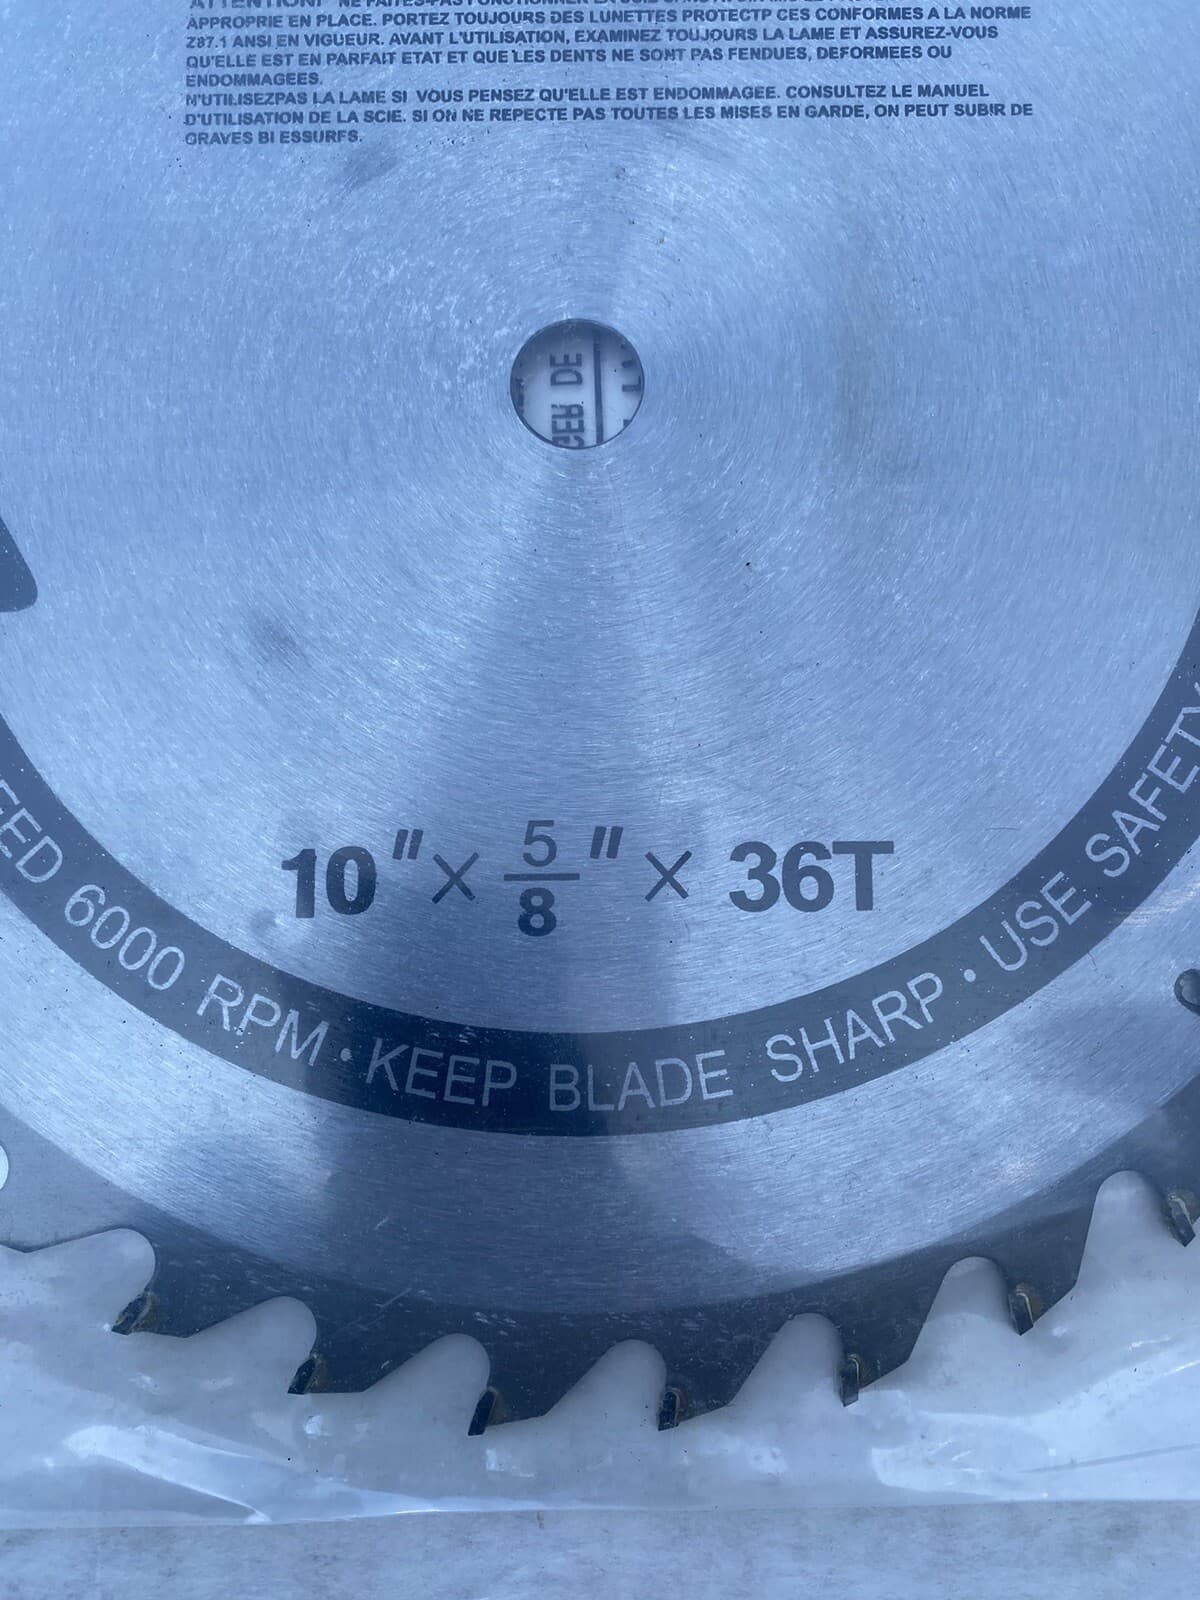 APPROPRIE EN PLACE. PORTEZ TOUJOURS DES LUNETTES PROTECTP CES CONFORMES A LA NORME
Z87.1 ANSI EN VIGUEUR. AVANT L'UTILISATION, EXAMINEZ TOUJOURS LA LAME ET ASSUREZ-VOUS
QU'ELLE EST EN PARFAIT ETAT ET QUE LES DENTS NE SONT PAS FENDUES, DEFORMEES OU
ENDOMMAGEES.
N'UTILISEZPAS LA LAME SI VOUS PENSEZ QU'ELLE EST ENDOMMAGEE. CONSULTEZ LE MANUEL
D'UTILISATION DE LA SCIE. SI ON NE REPECTE PAS TOUTES LES MISES EN GARDE, ON PEUT SUBIR DE
GRAVES BI ESSURFS.
DE
10" × 5/8" × 36T
EED 6000 RPM · KEEP BLADE SHARP · USE SAFETY